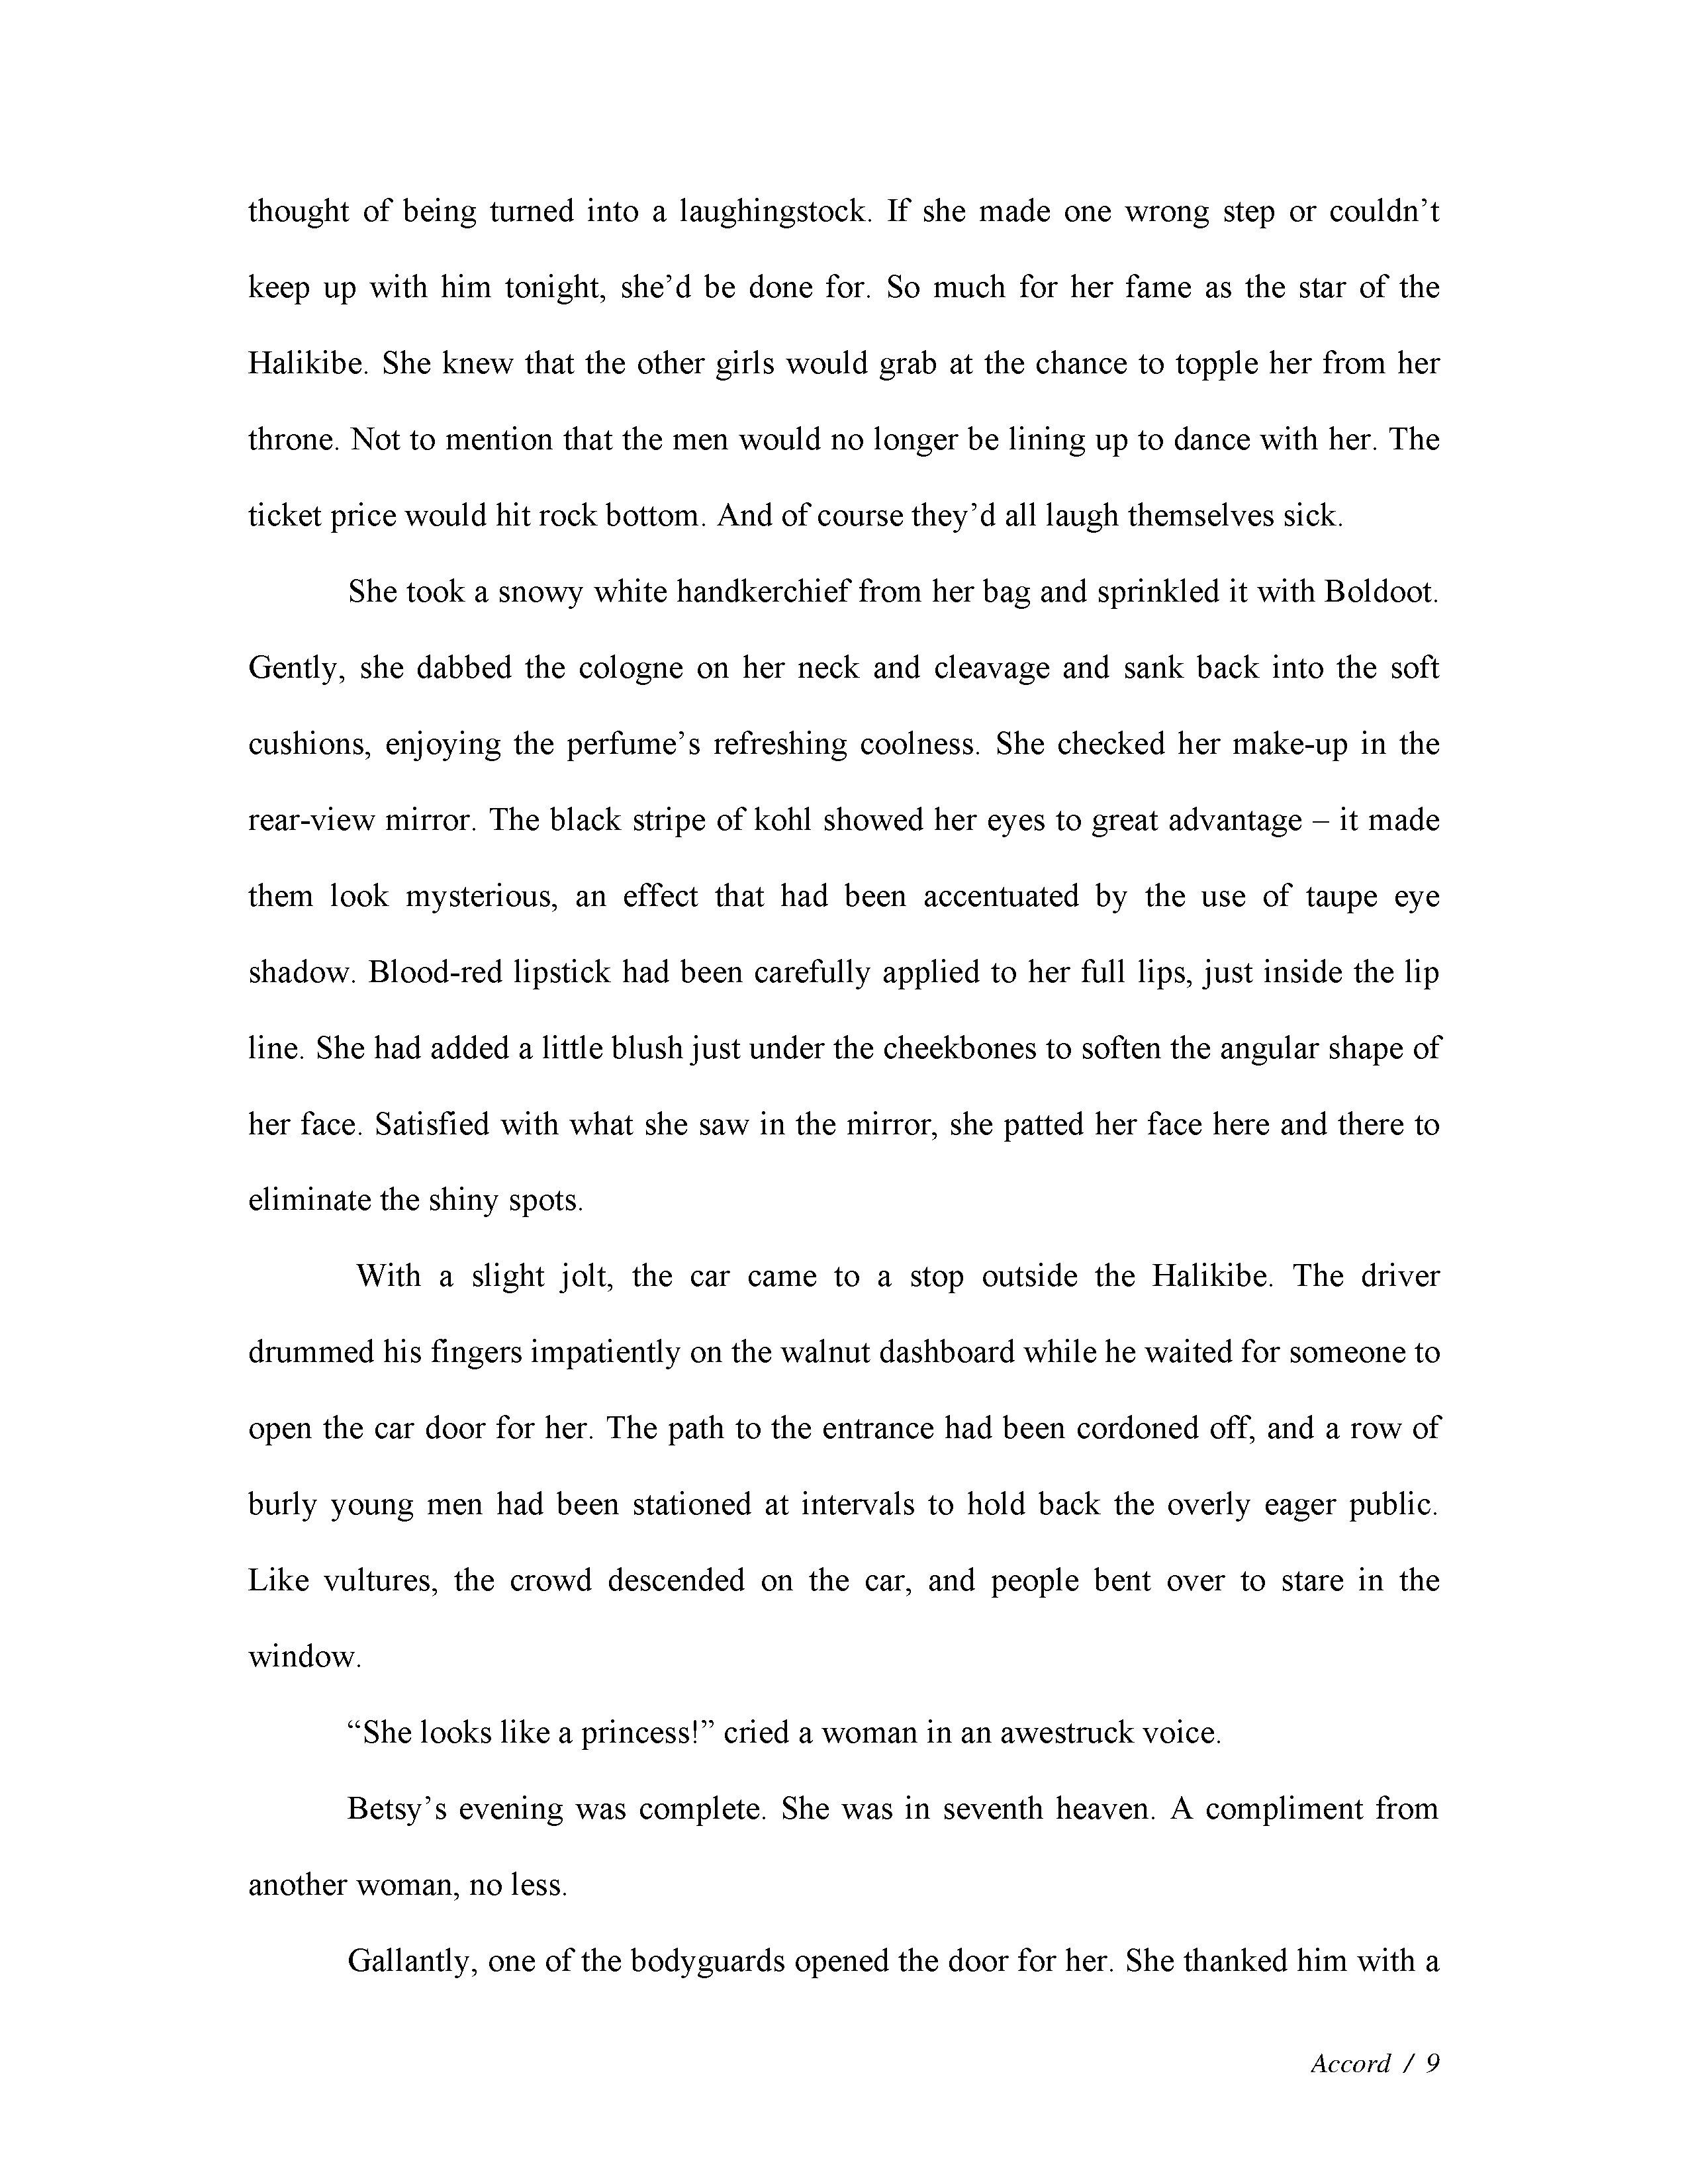 thought of being turned into a laughingstock. If she made one wrong step or couldn’t
keep up with him tonight, she’d be done for. So much for her fame as the star of the
Halikibe. She knew that the other girls would grab at the chance to topple her from her
throne. Not to mention that the men would no longer be lining up to dance with her. The
ticket price would hit rock bottom. And of course they’d all laugh themselves sick.
She took a snowy white handkerchief from her bag and sprinkled it with Boldoot.
Gently, she dabbed the cologne on her neck and cleavage and sank back into the soft
cushions, enjoying the perfume’s refreshing coolness. She checked her make-up in the
rear-view mirror. The black stripe of kohl showed her eyes to great advantage – it made
them look mysterious, an effect that had been accentuated by the use of taupe eye
shadow. Blood-red lipstick had been carefully applied to her full lips, just inside the lip
line. She had added a little blush just under the cheekbones to soften the angular shape of
her face. Satisfied with what she saw in the mirror, she patted her face here and there to
eliminate the shiny spots.
With a slight jolt, the car came to a stop outside the Halikibe. The driver
drummed his fingers impatiently on the walnut dashboard while he waited for someone to
open the car door for her. The path to the entrance had been cordoned off, and a row of
burly young men had been stationed at intervals to hold back the overly eager public.
Like vultures, the crowd descended on the car, and people bent over to stare in the
window.
“She looks like a princess!” cried a woman in an awestruck voice.
Betsy’s evening was complete. She was in seventh heaven. A compliment from
another woman, no less.
Gallantly, one of the bodyguards opened the door for her. She thanked him with a
Accord / 9